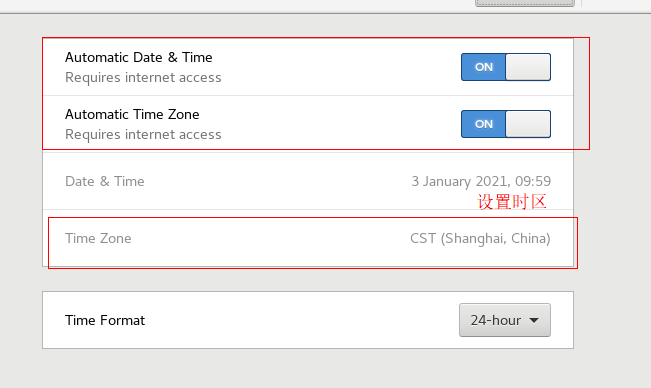 Automatic Date & Time
Requires internet access
ON
Automatic Time Zone
Requires internet access
ON
Date & Time
3 January 2021, 09:59
设置时区
Time Zone
CST (Shanghai, China)
Time Format
24-hour